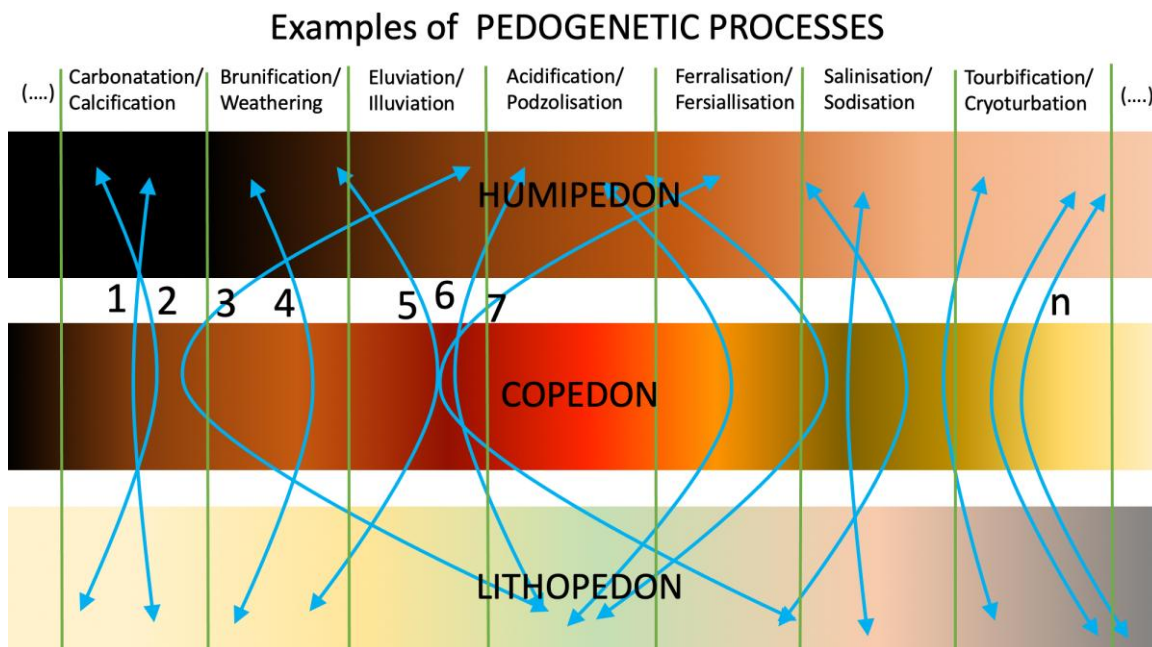 Examples of PEDOGENETIC PROCESSES
(....)
Carbonatation/
Calcification
Brunification/
Weathering
Eluviation/
Illuviation
Acidification/
Podzolisation
Ferralisation/
Fersiallisation
Salinisation/
Sodisation
Tourbification/
Cryoturbation
(....)
HUMIPEDON
1 2 3 4 5 6 7 n
COPEDON
LITHOPEDON